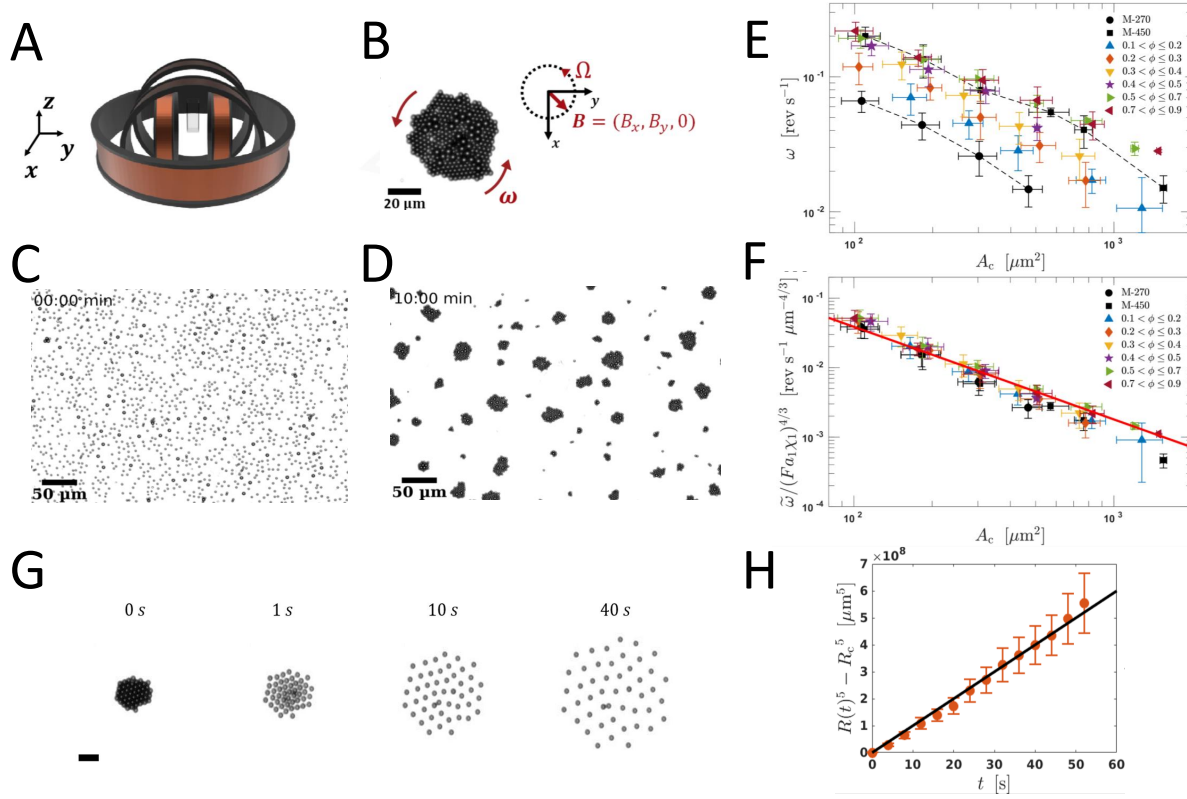 A
z
y
x
B
Ω
y
B = (Bₓ, Bᵧ, 0)
x
ω
20 μm
C
00:00 min
50 μm
D
10:00 min
50 μm
E
M-270
M-450
0.1 < ϕ ≤ 0.2
0.2 < ϕ ≤ 0.3
0.3 < ϕ ≤ 0.4
0.4 < ϕ ≤ 0.5
0.5 < ϕ ≤ 0.7
0.7 < ϕ ≤ 0.9
ω [rev s⁻¹]
10⁻¹
10⁻²
10² 10³
A_c [μm²]
F
M-270
M-450
0.1 < ϕ ≤ 0.2
0.2 < ϕ ≤ 0.3
0.3 < ϕ ≤ 0.4
0.4 < ϕ ≤ 0.5
0.5 < ϕ ≤ 0.7
0.7 < ϕ ≤ 0.9
ω̃/(Fa₁χ₁)^{4/3} [rev s⁻¹ μm^{−4/3}]
10⁻¹
10⁻²
10⁻³
10⁻⁴
10² 10³
A_c [μm²]
G
0 s 1 s 10 s 40 s
H
×10⁸
7
6
5
4
3
2
1
0
R(t)⁵ − R_c⁵ [μm⁵]
0 10 20 30 40 50 60
t [s]